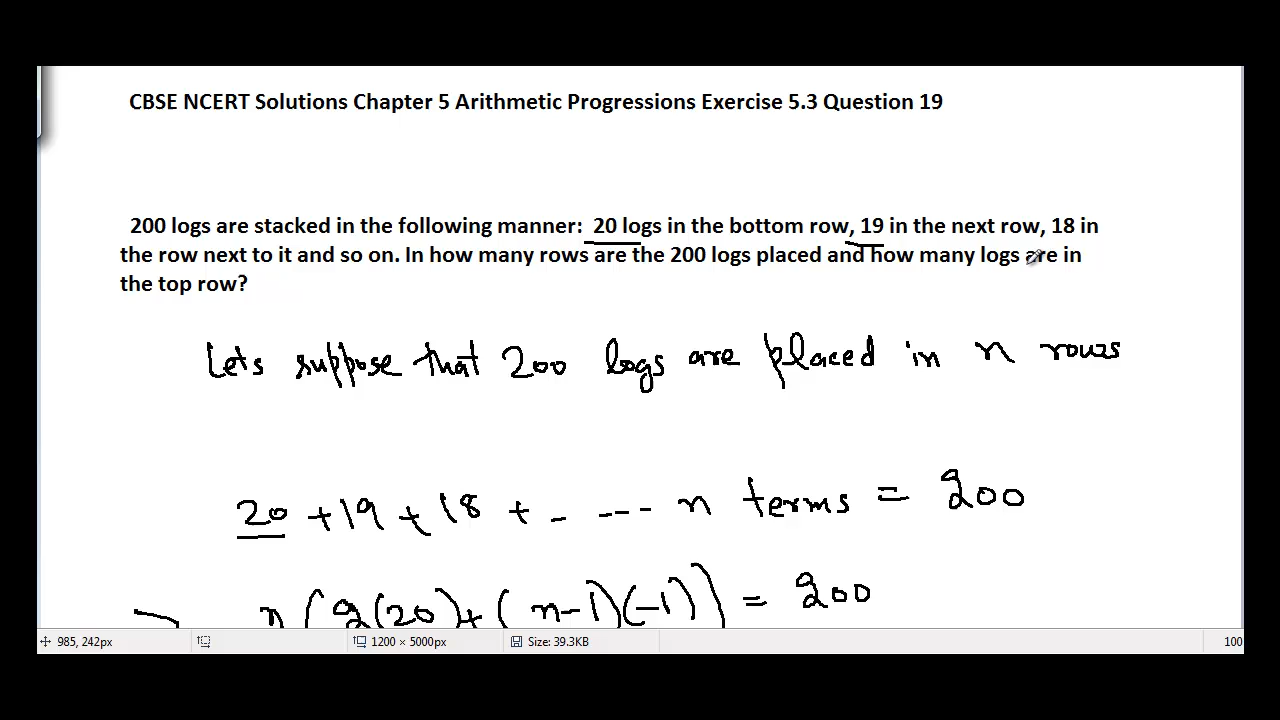 CBSE NCERT Solutions Chapter 5 Arithmetic Progressions Exercise 5.3 Question 19
200 logs are stacked in the following manner: 20 logs in the bottom row, 19 in the next row, 18 in
the row next to it and so on. In how many rows are the 200 logs placed and how many logs are in
the top row?
Lets suppose that 200 logs are placed in n rows
20 + 19 + 18 + - --- n terms = 200
n (2(20) + (n-1)(-1)) = 200
985, 242px 1200 × 5000px Size: 39.3KB 100